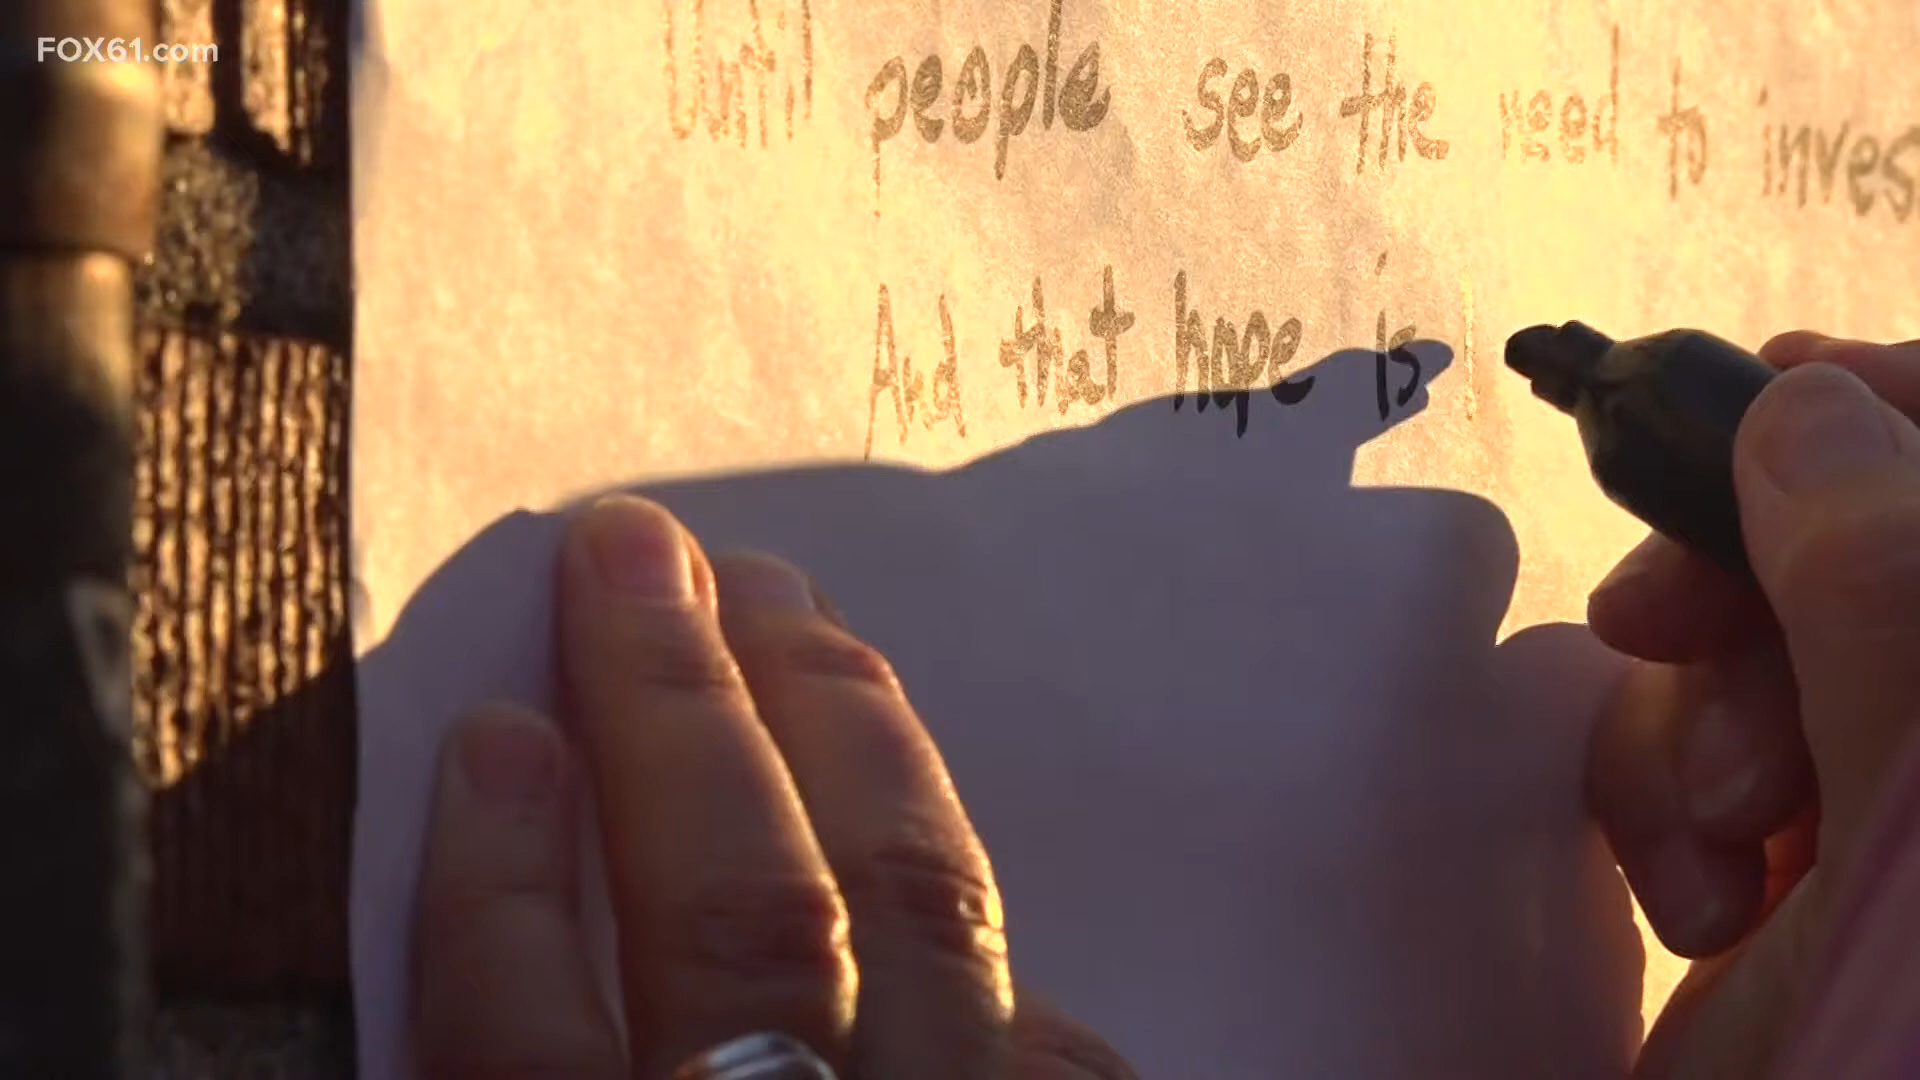 FOX61.com
Until people see the need to inves
And that hope is